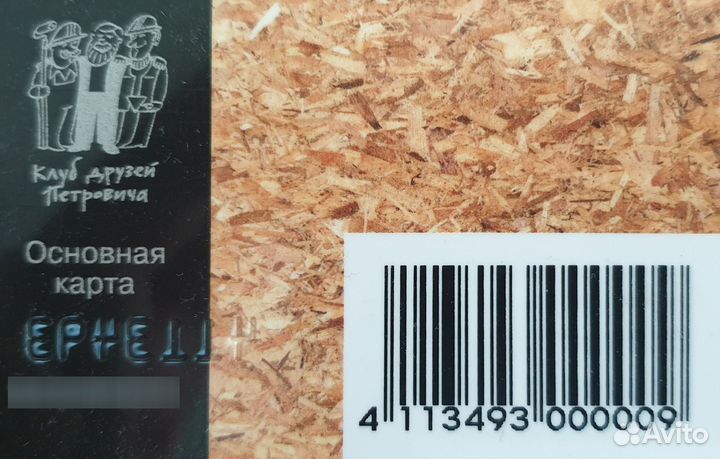 Клуб друзей
Петровича
Основная
карта
4 113493 000009
Avito